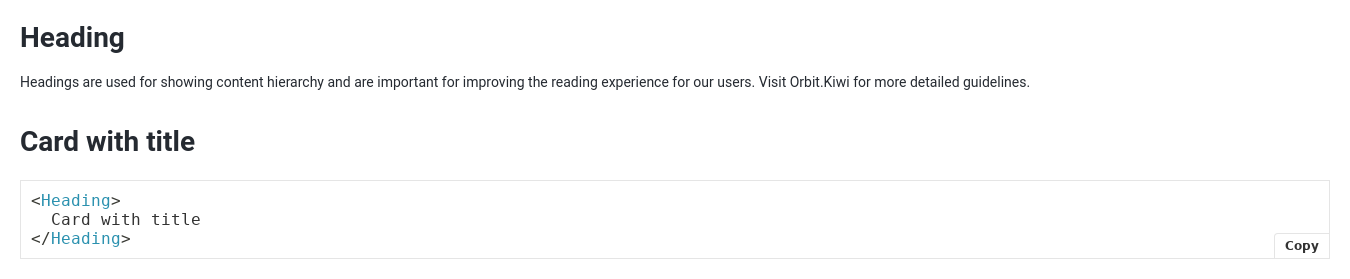 Heading
Headings are used for showing content hierarchy and are important for improving the reading experience for our users. Visit Orbit.Kiwi for more detailed guidelines.
Card with title
<Heading>
  Card with title
</Heading>
Copy